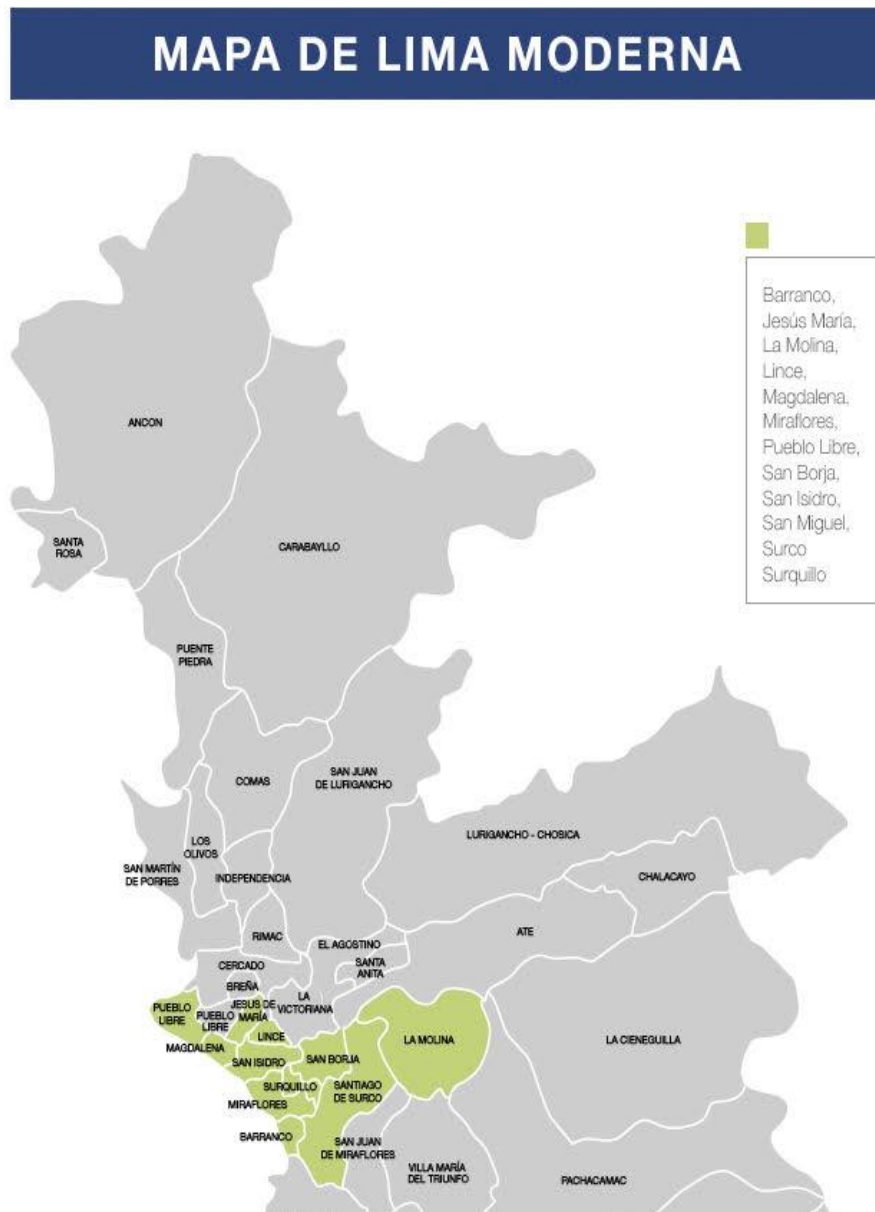 MAPA DE LIMA MODERNA
Barranco,
Jesús María,
La Molina,
Lince,
Magdalena,
Miraflores,
Pueblo Libre,
San Borja,
San Isidro,
San Miguel,
Surco
Surquillo
ANCON
SANTA
ROSA
CARABAYLLO
PUENTE
PIEDRA
COMAS
SAN JUAN
DE LURIGANCHO
LOS
OLIVOS
SAN MARTÍN
DE PORRES
INDEPENDENCIA
LURIGANCHO - CHOSICA
CHALACAYO
RIMAC
EL AGOSTINO
ATE
CERCADO
SANTA
ANITA
BREÑA
LA
VICTORIANA
PUEBLO
LIBRE
PUEBLO
LIBRE
JESUS DE
MARÍA
LINCE
MAGDALENA
SAN ISIDRO
SAN BORJA
LA MOLINA
LA CIENEGUILLA
SURQUILLO
SANTIAGO
DE SURCO
MIRAFLORES
BARRANCO
SAN JUAN
DE MIRAFLORES
VILLA MARÍA
DEL TRIUNFO
PACHACAMAC